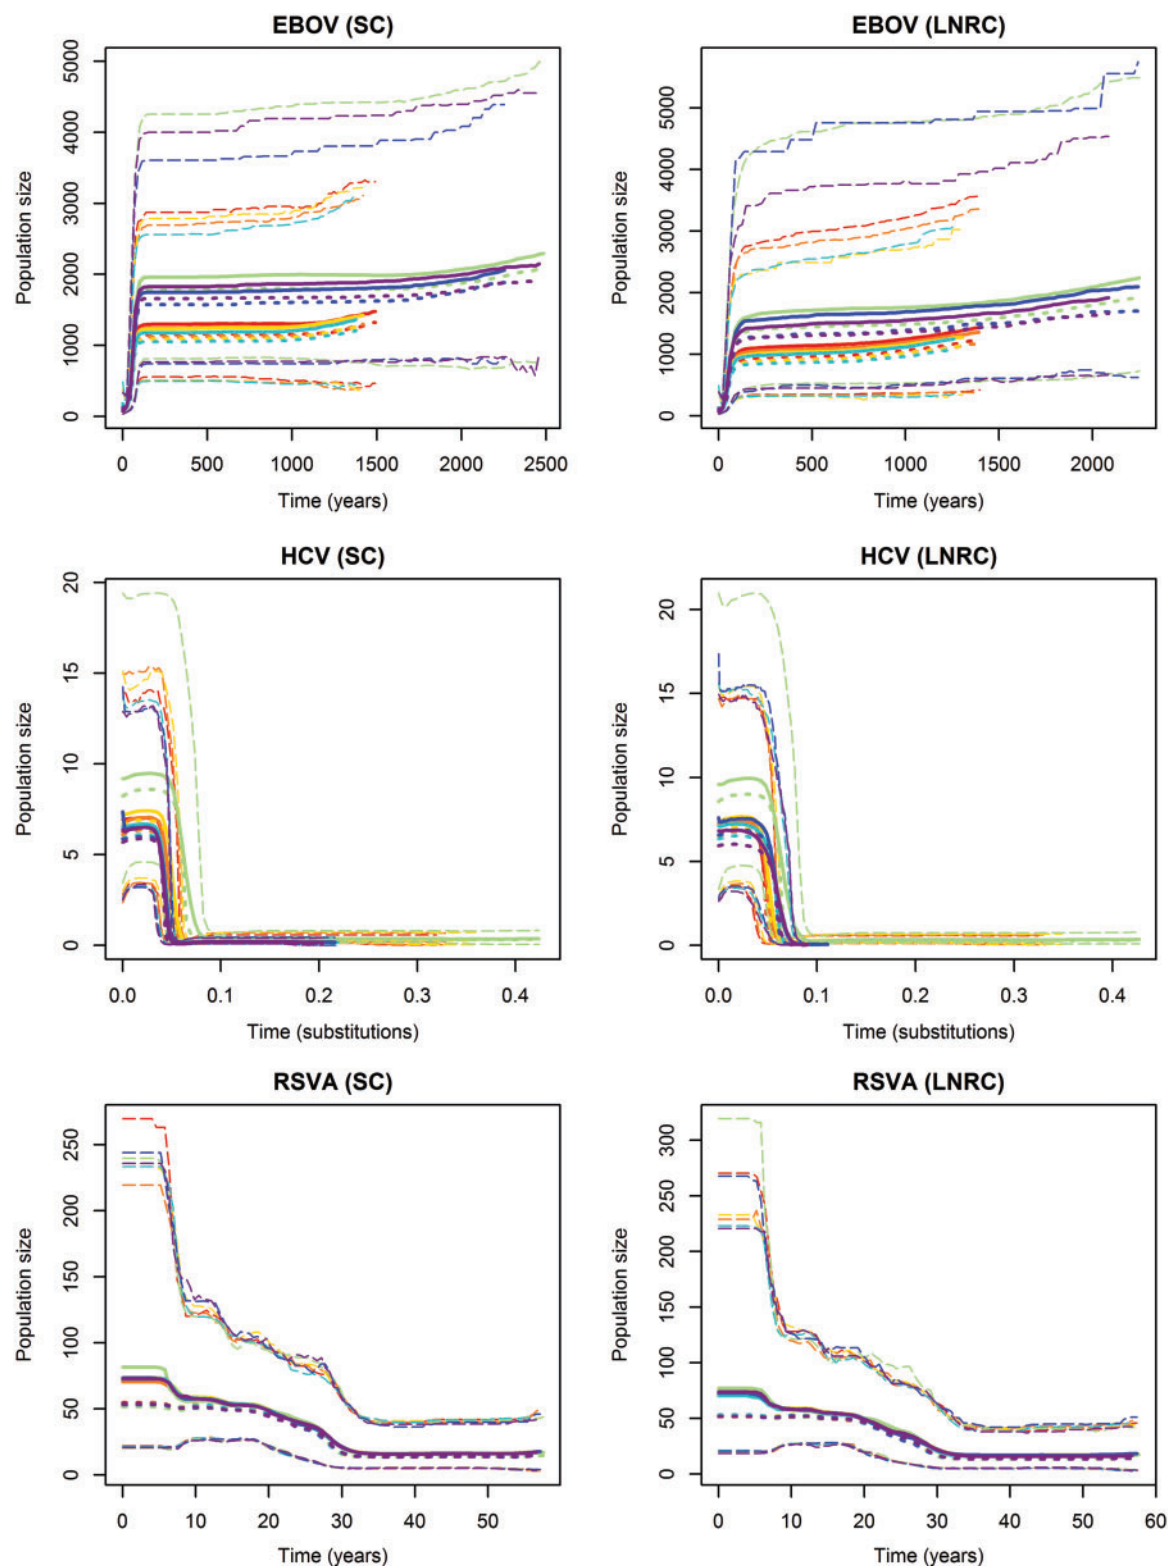 EBOV (SC)
Population size
0 1000 2000 3000 4000 5000
0 500 1000 1500 2000 2500
Time (years)
EBOV (LNRC)
Population size
0 1000 2000 3000 4000 5000
0 500 1000 1500 2000
Time (years)
HCV (SC)
Population size
0 5 10 15 20
0.0 0.1 0.2 0.3 0.4
Time (substitutions)
HCV (LNRC)
Population size
0 5 10 15 20
0.0 0.1 0.2 0.3 0.4
Time (substitutions)
RSVA (SC)
Population size
0 50 100 150 200 250
0 10 20 30 40 50
Time (years)
RSVA (LNRC)
Population size
0 50 100 150 200 250 300
0 10 20 30 40 50 60
Time (years)